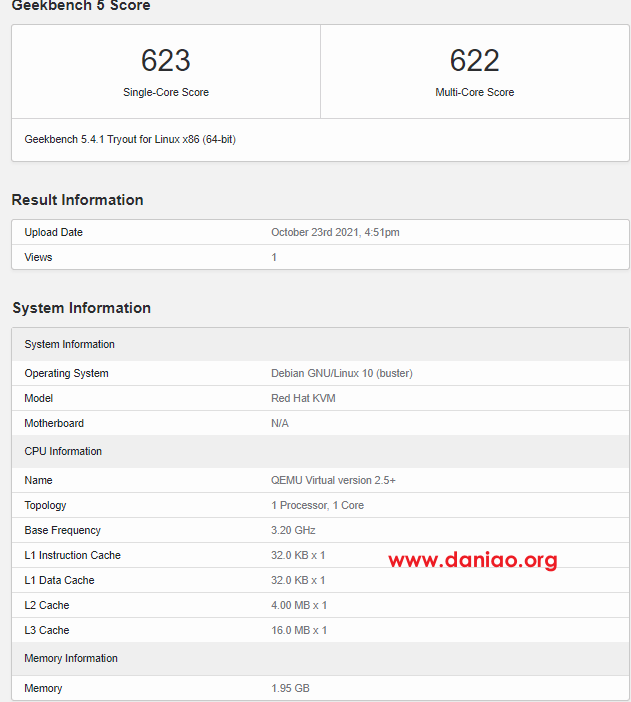 Geekbench 5 Score
623 622
Single-Core Score Multi-Core Score
Geekbench 5.4.1 Tryout for Linux x86 (64-bit)
Result Information
Upload Date October 23rd 2021, 4:51pm
Views 1
System Information
System Information
Operating System Debian GNU/Linux 10 (buster)
Model Red Hat KVM
Motherboard N/A
CPU Information
Name QEMU Virtual version 2.5+
Topology 1 Processor, 1 Core
Base Frequency 3.20 GHz
L1 Instruction Cache 32.0 KB x 1
www.daniao.org
L1 Data Cache 32.0 KB x 1
L2 Cache 4.00 MB x 1
L3 Cache 16.0 MB x 1
Memory Information
Memory 1.95 GB